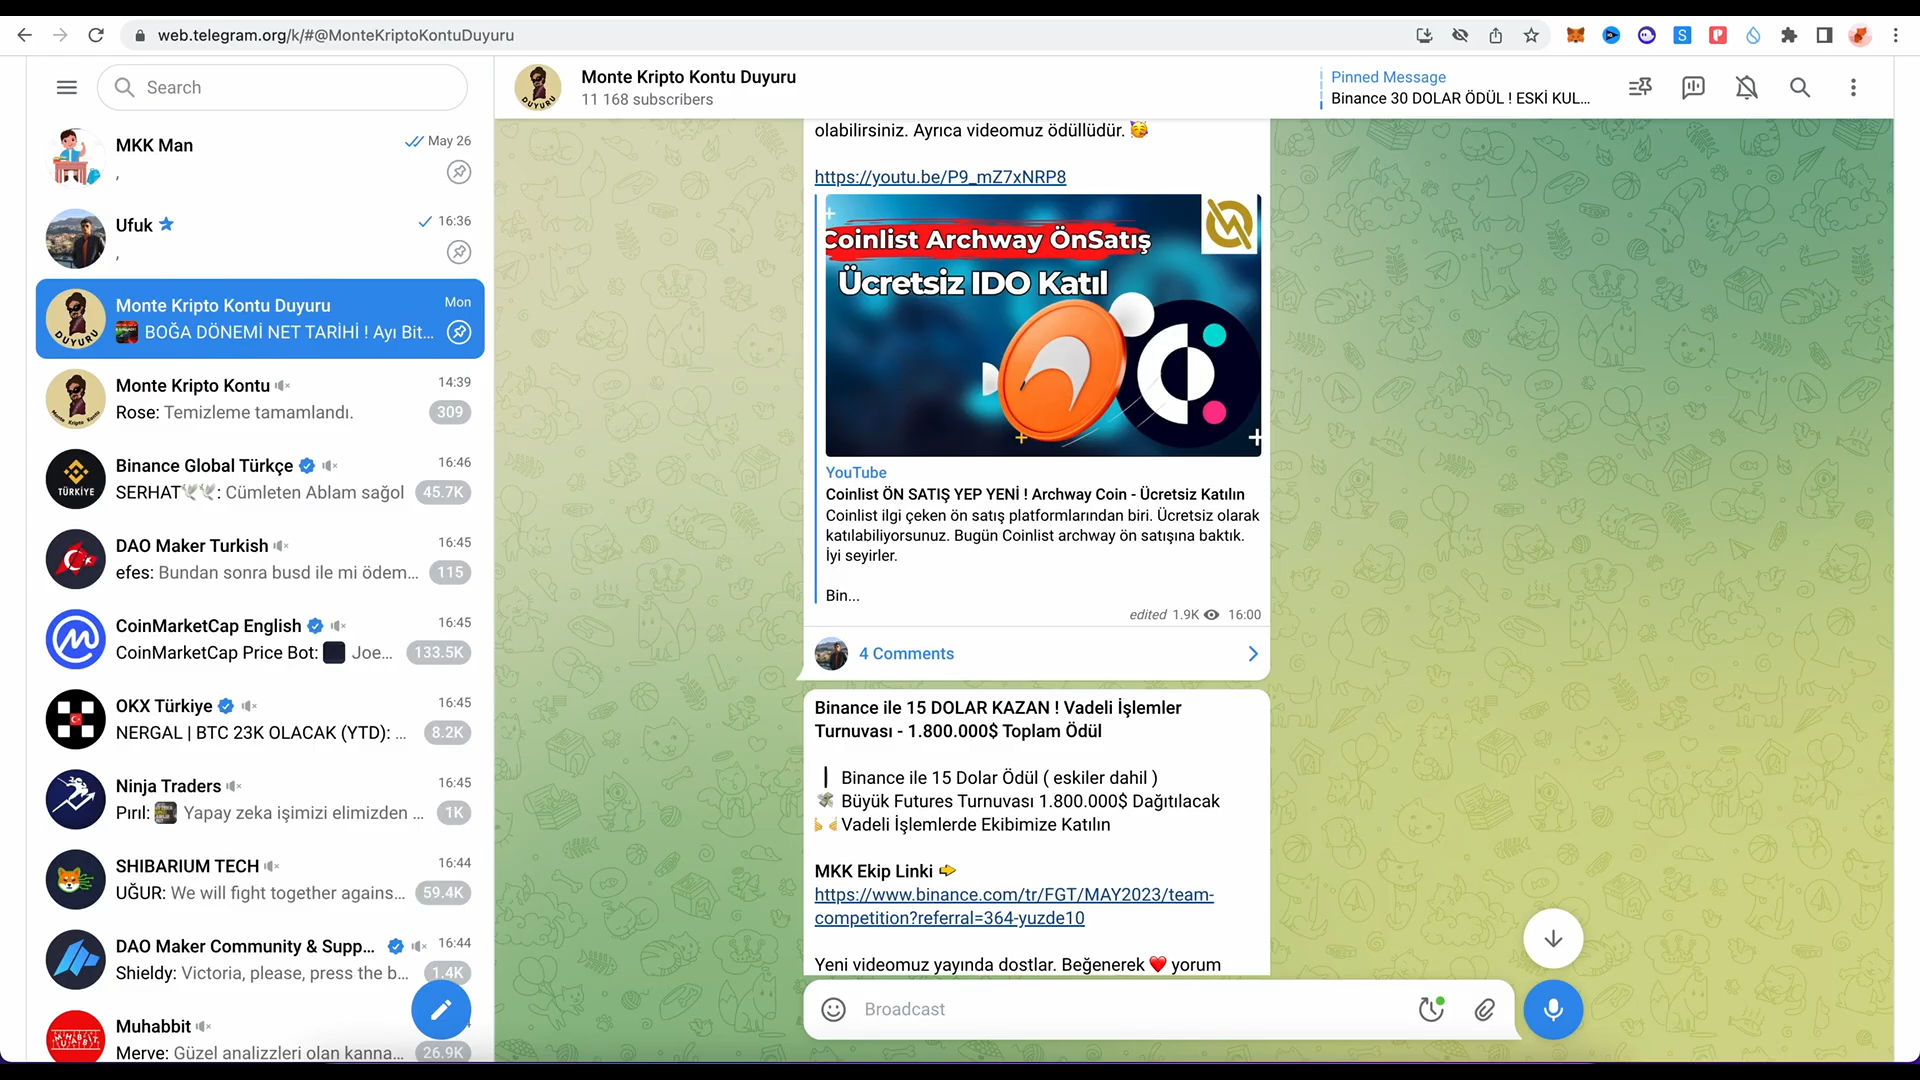 web.telegram.org/k/#@MonteKriptoKontuDuyuru
Search
MKK Man
May 26
,
Ufuk
16:36
,
Monte Kripto Kontu Duyuru
Mon
BOĞA DÖNEMİ NET TARİHİ ! Ayı Bit...
Monte Kripto Kontu
14:39
Rose: Temizleme tamamlandı.
309
Binance Global Türkçe
16:46
SERHAT🕊🕊: Cümleten Ablam sağol
45.7K
TÜRKİYE
DAO Maker Turkish
16:45
efes: Bundan sonra busd ile mi ödem...
115
CoinMarketCap English
16:45
CoinMarketCap Price Bot: Joe...
133.5K
OKX Türkiye
16:45
NERGAL | BTC 23K OLACAK (YTD): ...
8.2K
Ninja Traders
16:45
Pırıl: Yapay zeka işimizi elimizden ...
1K
SHIBARIUM TECH
16:44
UĞUR: We will fight together agains...
59.4K
DAO Maker Community & Supp...
16:44
Shieldy: Victoria, please, press the b...
1.4K
Muhabbit
Merve: Güzel analizzleri olan kanna...
26.9K
Monte Kripto Kontu Duyuru
11 168 subscribers
Pinned Message
Binance 30 DOLAR ÖDÜL ! ESKİ KUL...
DUYURU
olabilirsiniz. Ayrıca videomuz ödüllüdür. 🥳
https://youtu.be/P9_mZ7xNRP8
Coinlist Archway ÖnSatış
Ücretsiz IDO Katıl
YouTube
Coinlist ÖN SATIŞ YEP YENİ ! Archway Coin - Ücretsiz Katılın
Coinlist ilgi çeken ön satış platformlarından biri. Ücretsiz olarak
katılabiliyorsunuz. Bugün Coinlist archway ön satışına baktık.
İyi seyirler.
Bin...
edited 1.9K 16:00
4 Comments
Binance ile 15 DOLAR KAZAN ! Vadeli İşlemler
Turnuvası - 1.800.000$ Toplam Ödül
Binance ile 15 Dolar Ödül ( eskiler dahil )
💸 Büyük Futures Turnuvası 1.800.000$ Dağıtılacak
Vadeli İşlemlerde Ekibimize Katılın
MKK Ekip Linki 👉
https://www.binance.com/tr/FGT/MAY2023/team-
competition?referral=364-yuzde10
Yeni videomuz yayında dostlar. Beğenerek ❤️ yorum
Broadcast